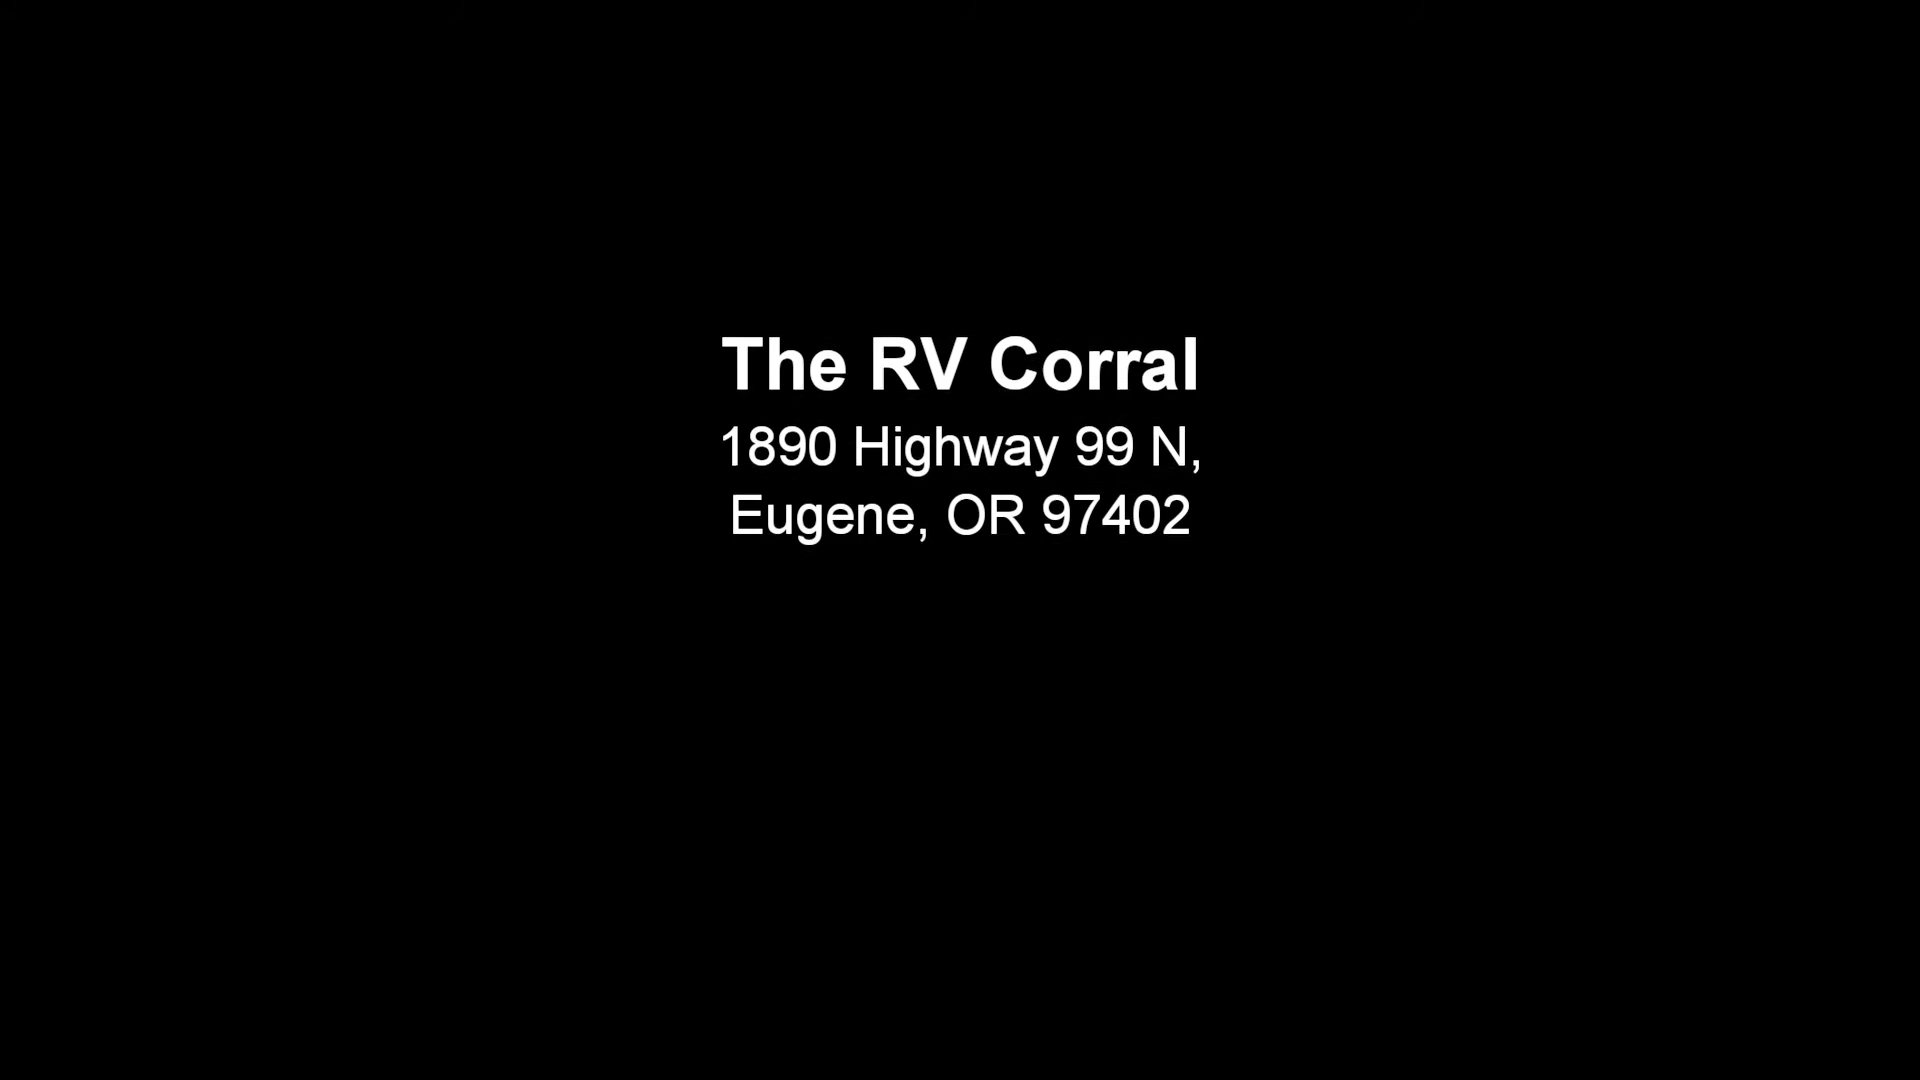 The RV Corral
1890 Highway 99 N,
Eugene, OR 97402